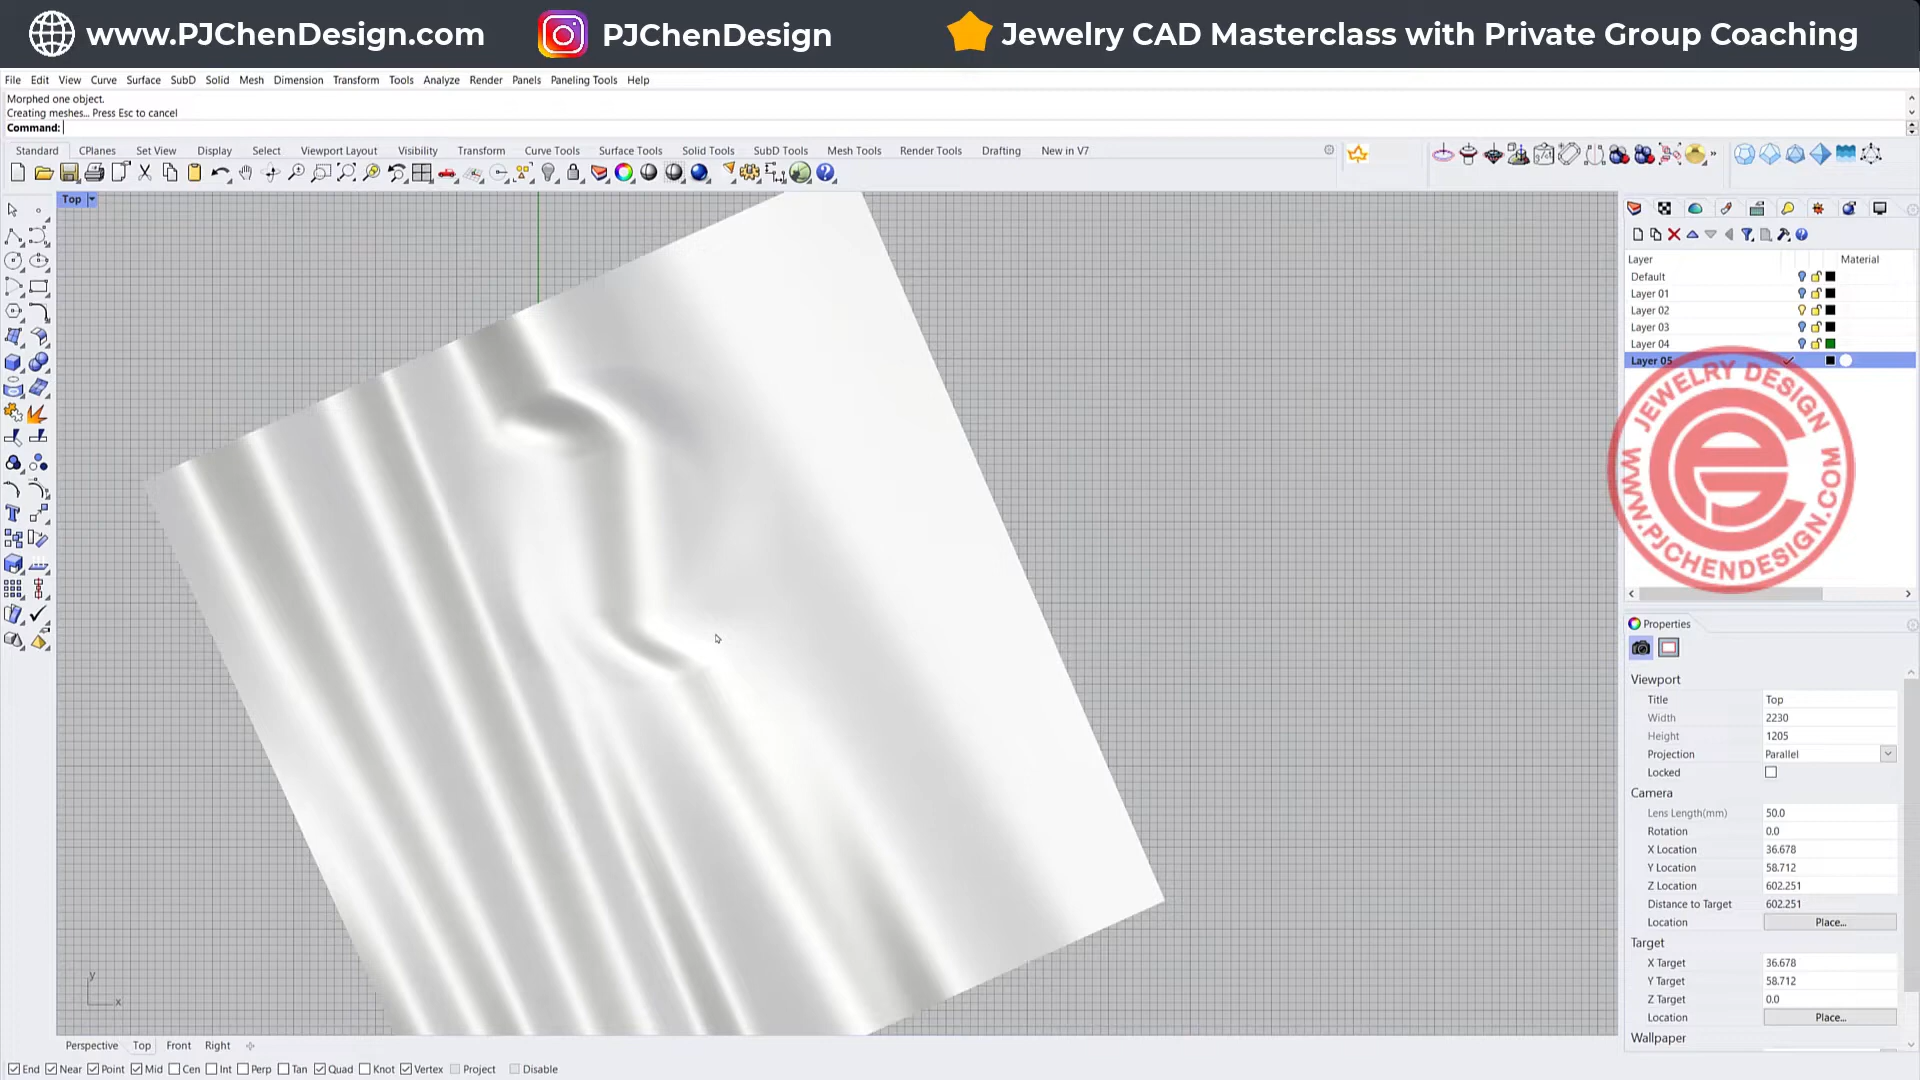 www.PJChenDesign.com PJChenDesign Jewelry CAD Masterclass with Private Group Coaching
File Edit View Curve Surface SubD Solid Mesh Dimension Transform Tools Analyze Render Panels Paneling Tools Help
Morphed one object.
Creating meshes... Press Esc to cancel
Command:
Standard CPlanes Set View Display Select Viewport Layout Visibility Transform Curve Tools Surface Tools Solid Tools SubD Tools Mesh Tools Render Tools Drafting New in V7
Top
Layer Material
Default
Layer 01
Layer 02
Layer 03
Layer 04
Layer 05
JEWELRY DESIGN
WWW.PJCHENDESIGN.COM
Properties
Viewport
Title Top
Width 2230
Height 1205
Projection Parallel
Locked
Camera
Lens Length(mm) 50.0
Rotation 0.0
X Location 36.678
Y Location 58.712
Z Location 602.251
Distance to Target 602.251
Location Place...
Target
X Target 36.678
Y Target 58.712
Z Target 0.0
Location Place...
Wallpaper
y
x
Perspective Top Front Right
End Near Point Mid Cen Int Perp Tan Quad Knot Vertex Project Disable